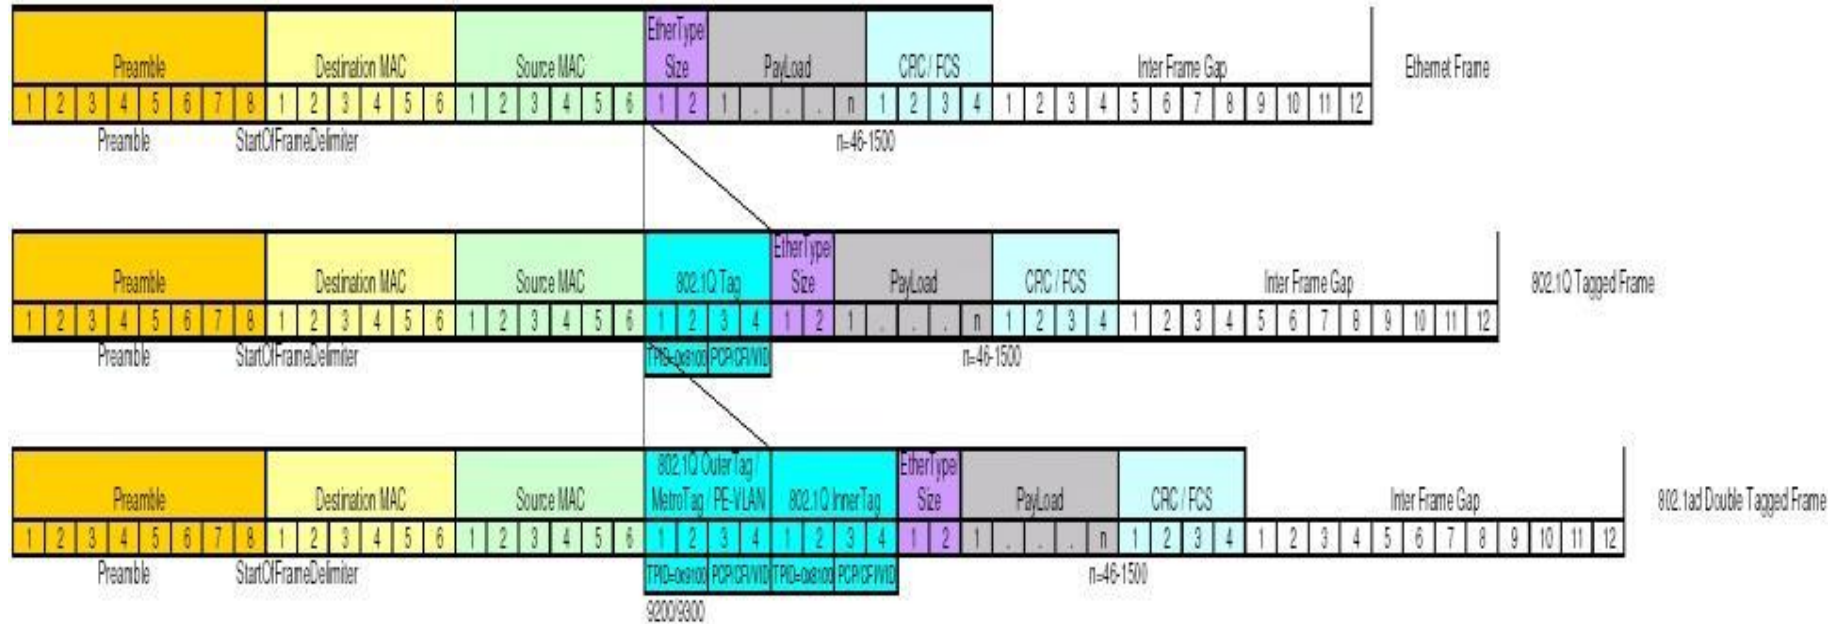 EtherType/
Preamble Destination MAC Source MAC Size PayLoad CRC / FCS Inter Frame Gap Ethernet Frame
1 2 3 4 5 6 7 8 1 2 3 4 5 6 1 2 3 4 5 6 1 2 1 . . . n 1 2 3 4 1 2 3 4 5 6 7 8 9 10 11 12
Preamble StartOfFrameDelimiter n=46-1500
EtherType/
Preamble Destination MAC Source MAC 802.1Q Tag Size PayLoad CRC / FCS Inter Frame Gap 802.1Q Tagged Frame
1 2 3 4 5 6 7 8 1 2 3 4 5 6 1 2 3 4 5 6 1 2 3 4 1 2 1 . . . n 1 2 3 4 1 2 3 4 5 6 7 8 9 10 11 12
Preamble StartOfFrameDelimiter TPID=0x8100 PCP/CFI/VID n=46-1500
802.1Q OuterTag / EtherType/
Preamble Destination MAC Source MAC MetroTag / PE-VLAN 802.1Q InnerTag Size PayLoad CRC / FCS Inter Frame Gap 802.1ad Double Tagged Frame
1 2 3 4 5 6 7 8 1 2 3 4 5 6 1 2 3 4 5 6 1 2 3 4 1 2 3 4 1 2 1 . . . n 1 2 3 4 1 2 3 4 5 6 7 8 9 10 11 12
Preamble StartOfFrameDelimiter TPID=0x9100 PCP/CFI/VID TPID=0x8100 PCP/CFI/VID n=46-1500
9200/9300